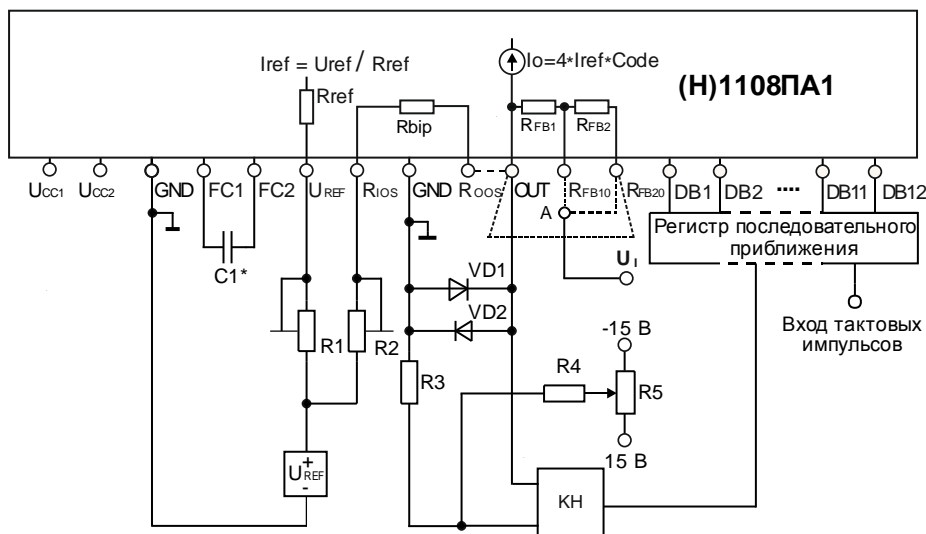 Iref = Uref / Rref
Io=4*Iref*Code
(Н)1108ПА1
Rref
Rbip
RFB1
RFB2
UCC1
UCC2
GND
FC1
FC2
UREF
RIOS
GND
ROOS
OUT
RFB10
RFB20
DB1
DB2
....
DB11
DB12
A
Регистр последовательного
приближения
C1*
UI
VD1
VD2
-15 В
Вход тактовых
импульсов
R1
R2
R3
R4
R5
15 В
+
UREF
-
КН